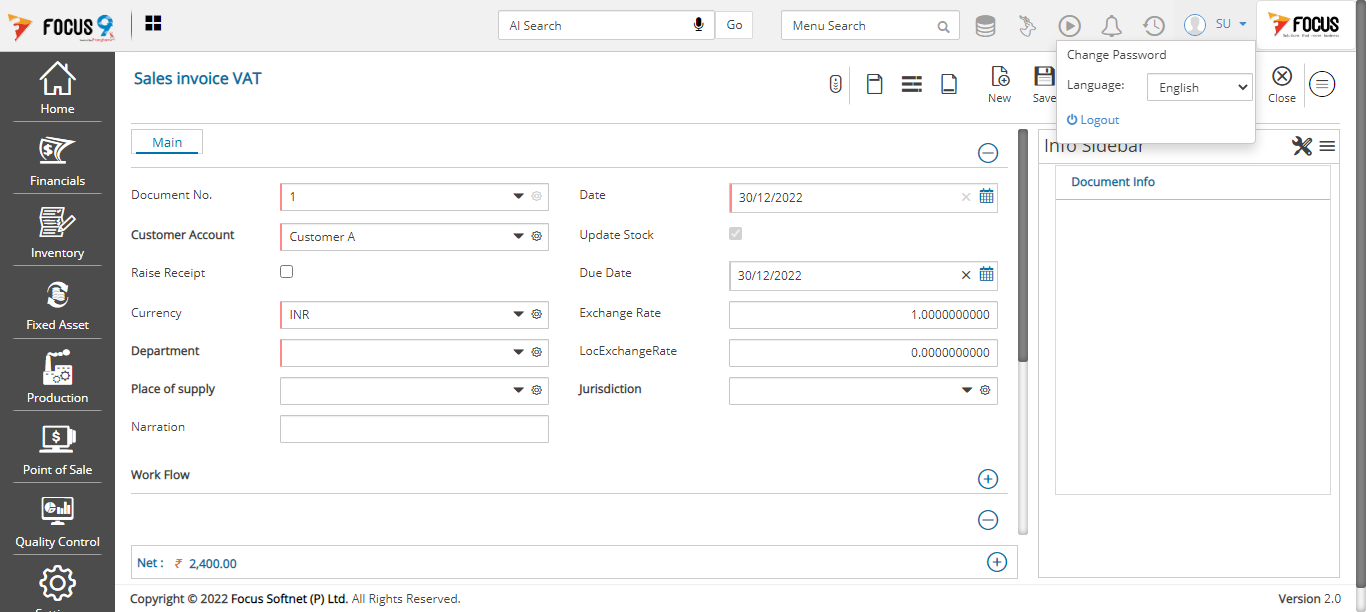 FOCUS 9
AI Search
Go
Menu Search
SU
FOCUS
Change Password
Language:
English
Logout
Home
Financials
Inventory
Fixed Asset
Production
Point of Sale
Quality Control
Sales invoice VAT
New
Save
Close
Main
Document No.
1
Date
30/12/2022
Customer Account
Customer A
Update Stock
Raise Receipt
Due Date
30/12/2022
Currency
INR
Exchange Rate
1.0000000000
Department
LocExchangeRate
0.0000000000
Place of supply
Jurisdiction
Narration
Work Flow
Net : ₹ 2,400.00
Info Sidebar
Document Info
Copyright © 2022 Focus Softnet (P) Ltd. All Rights Reserved.
Version 2.0